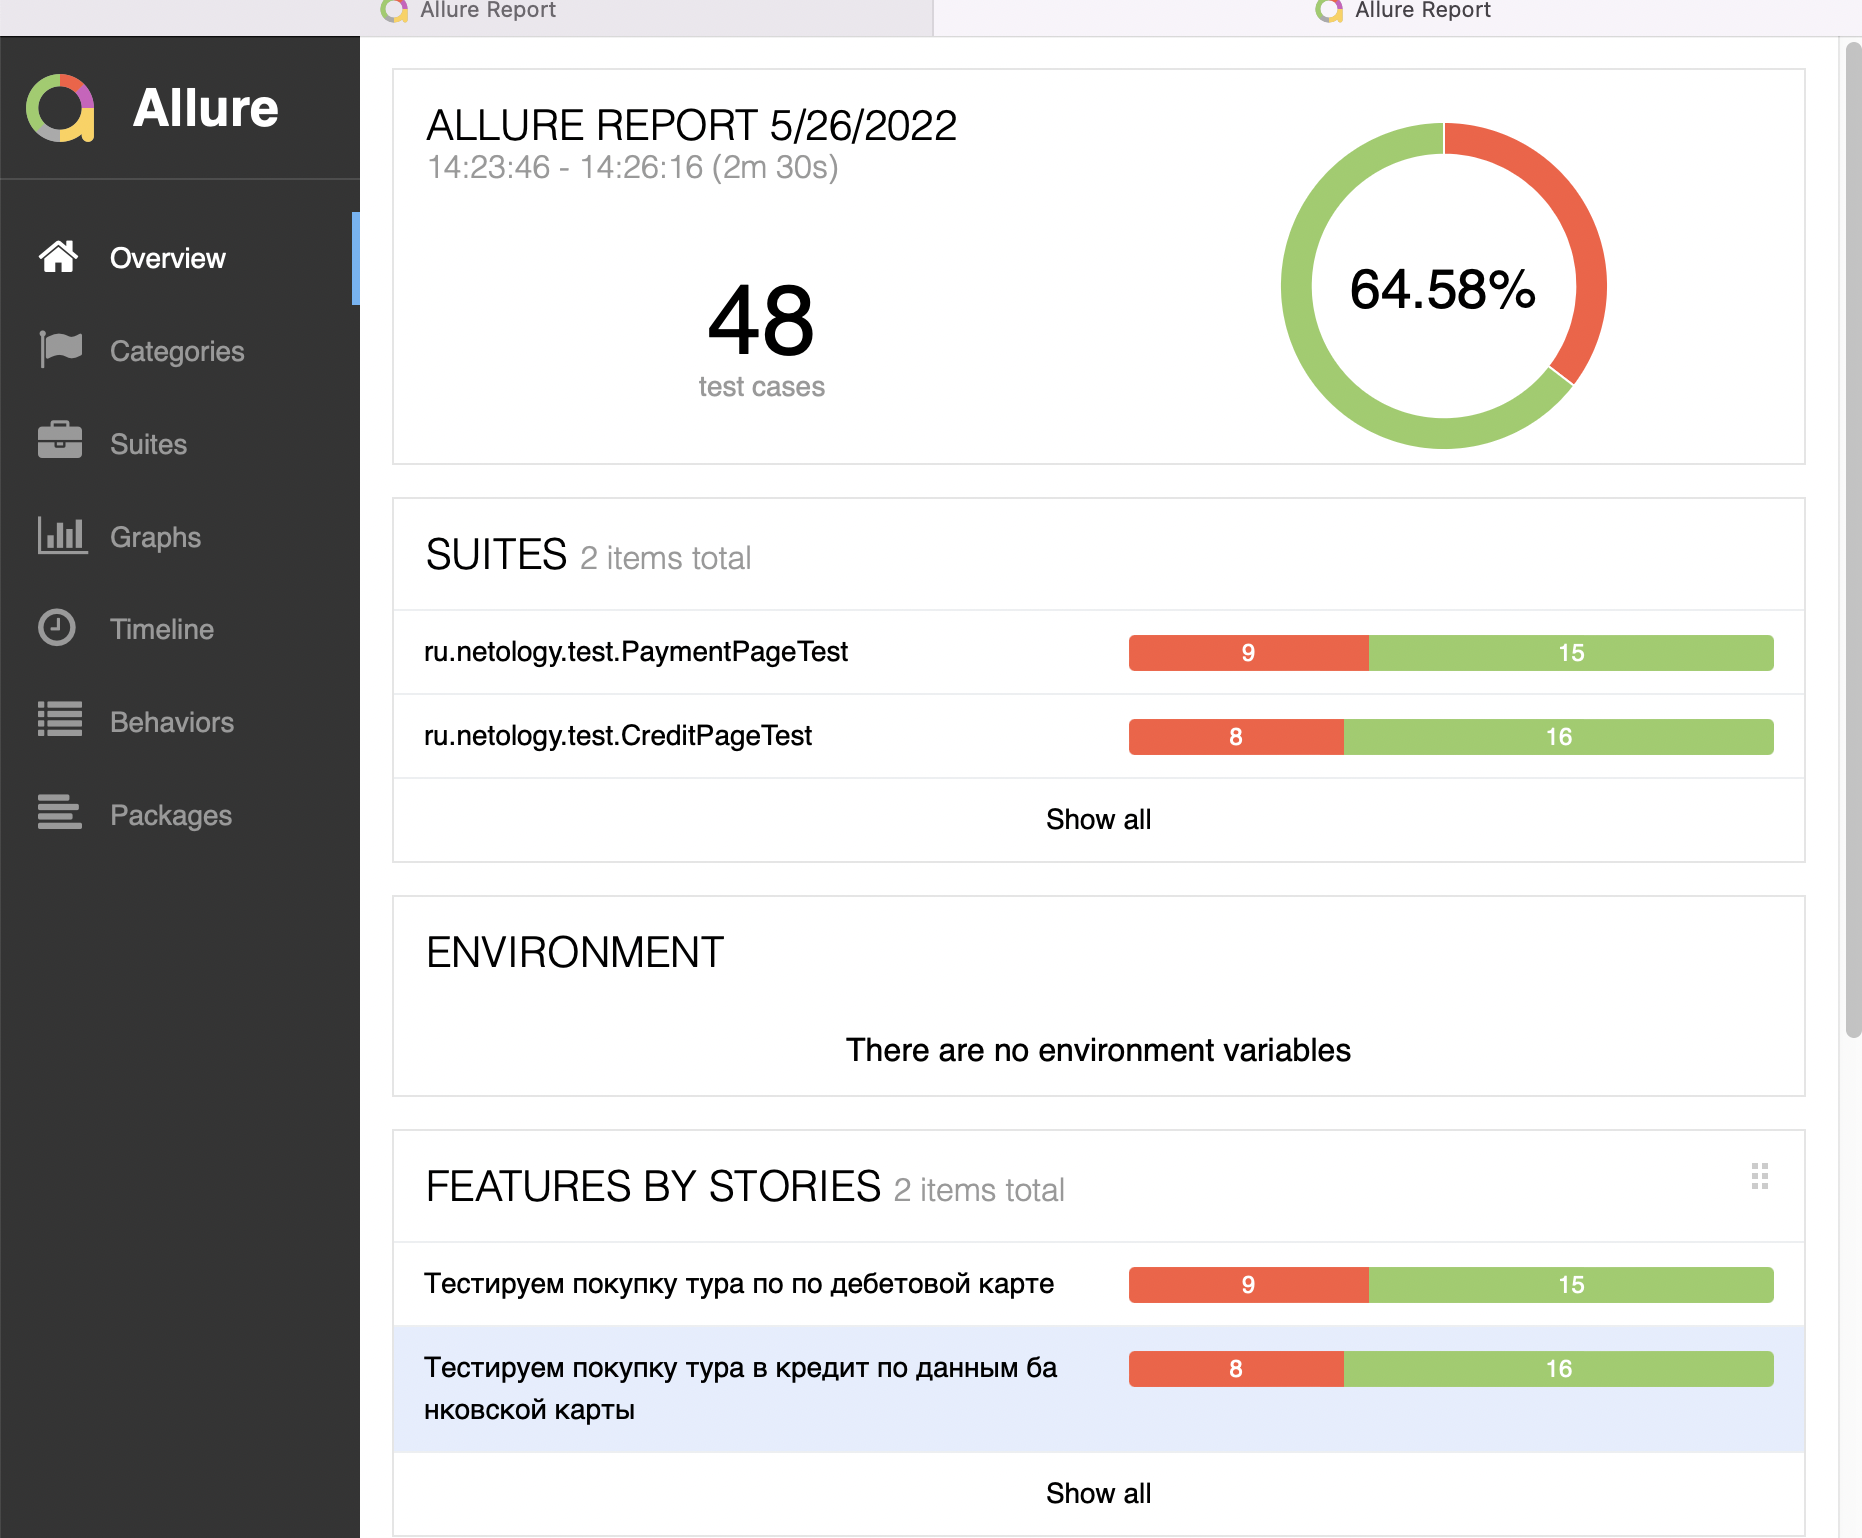 Allure Report
Allure Report
Allure
Overview
Categories
Suites
Graphs
Timeline
Behaviors
Packages
ALLURE REPORT 5/26/2022
14:23:46 - 14:26:16 (2m 30s)
48
test cases
64.58%
SUITES 2 items total
ru.netology.test.PaymentPageTest 9 15
ru.netology.test.CreditPageTest 8 16
Show all
ENVIRONMENT
There are no environment variables
FEATURES BY STORIES 2 items total
Тестируем покупку тура по по дебетовой карте 9 15
Тестируем покупку тура в кредит по данным ба 8 16
нковской карты
Show all